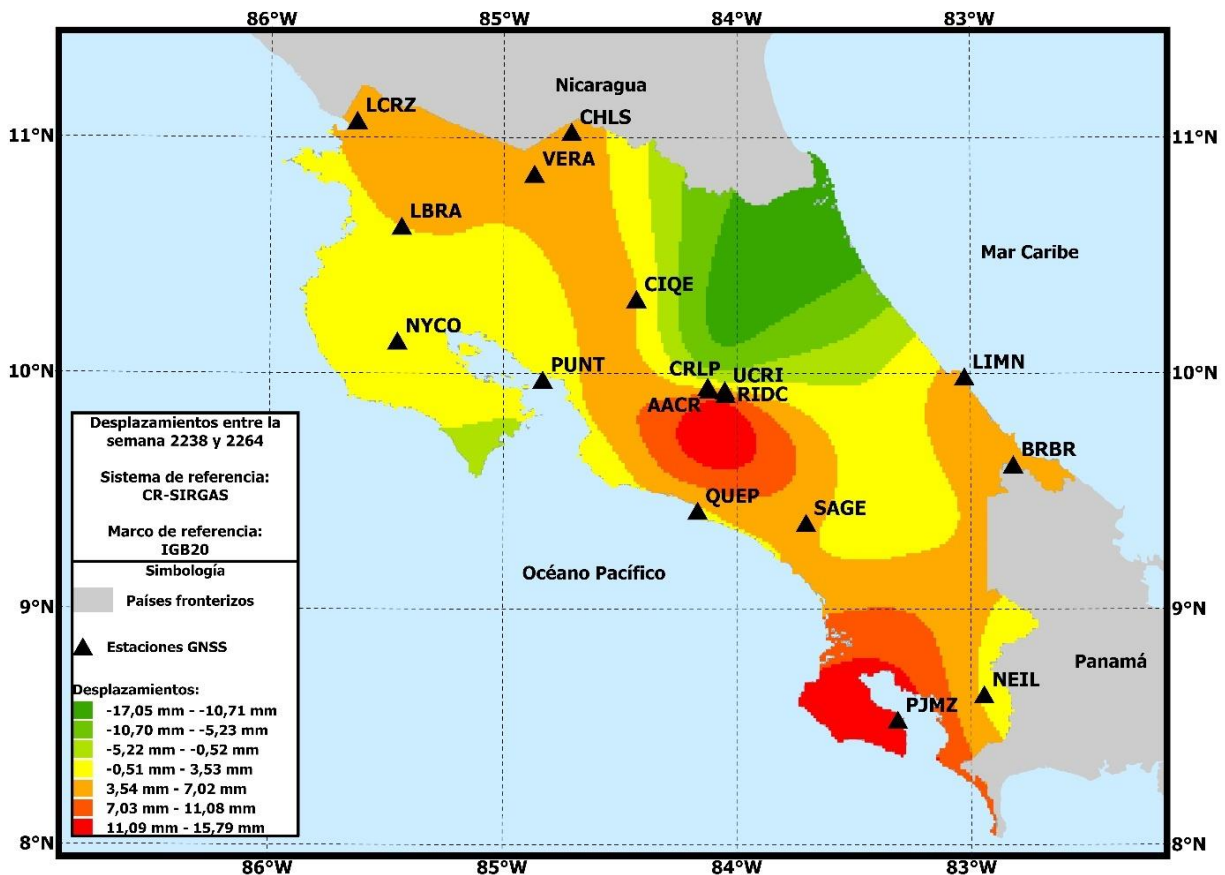 86°W 85°W 84°W 83°W
Nicaragua
LCRZ
CHLS
11°N 11°N
VERA
LBRA
Mar Caribe
CIQE
NYCO
PUNT
CRLP
UCRI
LIMN
10°N 10°N
AACR
RIDC
BRBR
QUEP
SAGE
Océano Pacífico
9°N 9°N
Panamá
NEIL
PJMZ
8°N 8°N
86°W 85°W 84°W 83°W
Desplazamientos entre la
semana 2238 y 2264
Sistema de referencia:
CR-SIRGAS
Marco de referencia:
IGB20
Simbología
Países fronterizos
Estaciones GNSS
Desplazamientos:
-17,05 mm - -10,71 mm
-10,70 mm - -5,23 mm
-5,22 mm - -0,52 mm
-0,51 mm - 3,53 mm
3,54 mm - 7,02 mm
7,03 mm - 11,08 mm
11,09 mm - 15,79 mm